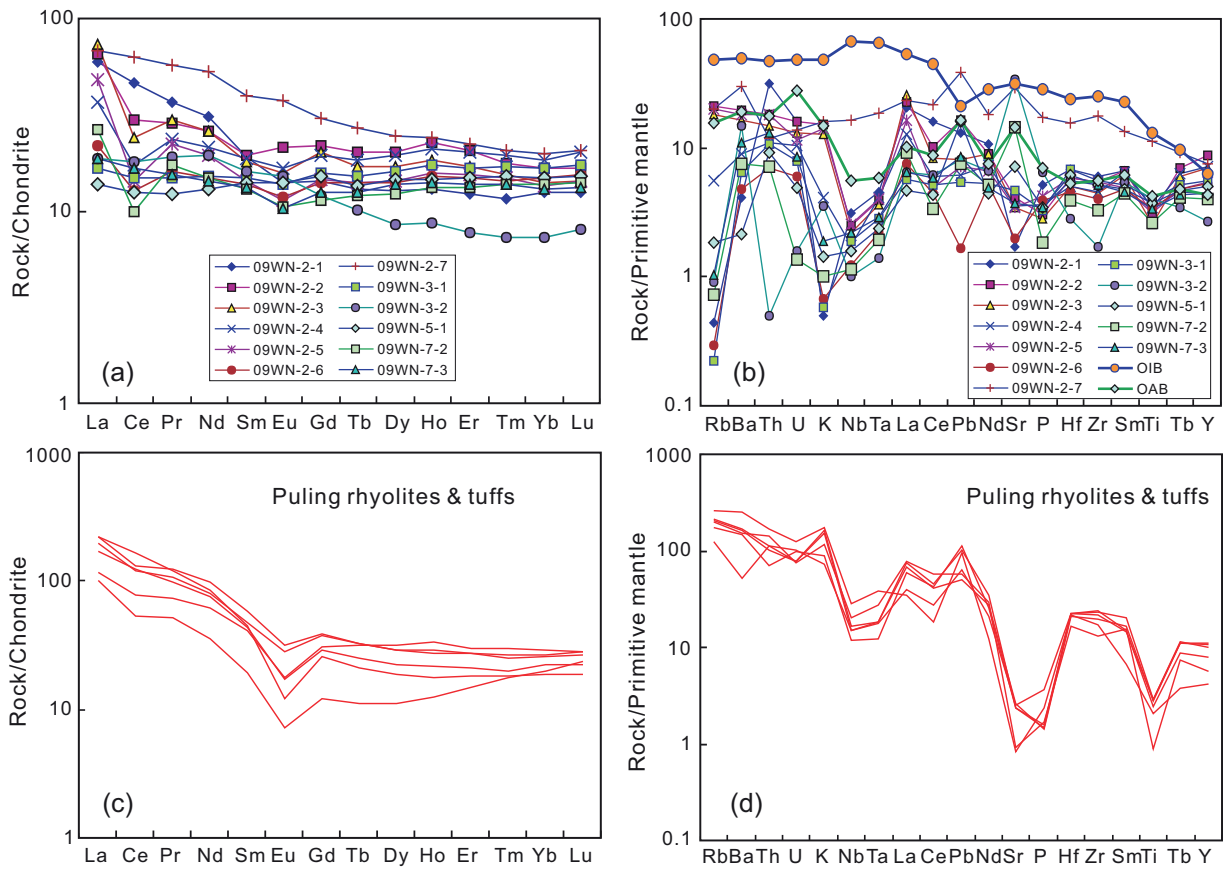 100
10
1
Rock/Chondrite
09WN-2-1
09WN-2-2
09WN-2-3
09WN-2-4
09WN-2-5
09WN-2-6
09WN-2-7
09WN-3-1
09WN-3-2
09WN-5-1
09WN-7-2
09WN-7-3
(a)
La Ce Pr Nd Sm Eu Gd Tb Dy Ho Er Tm Yb Lu
100
10
1
0.1
Rock/Primitive mantle
09WN-2-1
09WN-2-2
09WN-2-3
09WN-2-4
09WN-2-5
09WN-2-6
09WN-2-7
09WN-3-1
09WN-3-2
09WN-5-1
09WN-7-2
09WN-7-3
OIB
OAB
(b)
Rb Ba Th U K Nb Ta La Ce Pb Nd Sr P Hf Zr Sm Ti Tb Y
1000
100
10
1
Rock/Chondrite
Puling rhyolites & tuffs
(c)
La Ce Pr Nd Sm Eu Gd Tb Dy Ho Er Tm Yb Lu
1000
100
10
1
0.1
Rock/Primitive mantle
Puling rhyolites & tuffs
(d)
Rb Ba Th U K Nb Ta La Ce Pb Nd Sr P Hf Zr Sm Ti Tb Y